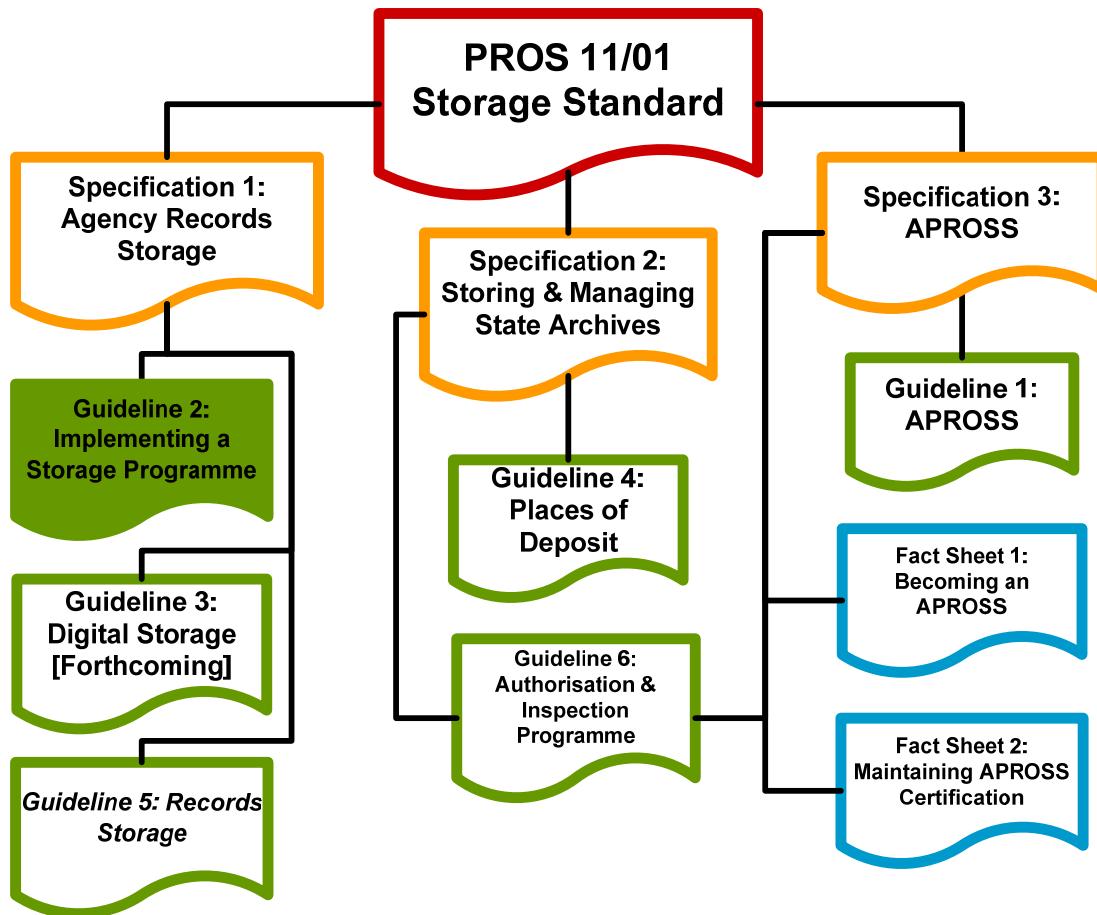 PROS 11/01
Storage Standard
Specification 1:
Agency Records
Storage
Specification 2:
Storing & Managing
State Archives
Specification 3:
APROSS
Guideline 2:
Implementing a
Storage Programme
Guideline 3:
Digital Storage
[Forthcoming]
Guideline 5: Records
Storage
Guideline 4:
Places of
Deposit
Guideline 6:
Authorisation &
Inspection
Programme
Guideline 1:
APROSS
Fact Sheet 1:
Becoming an
APROSS
Fact Sheet 2:
Maintaining APROSS
Certification